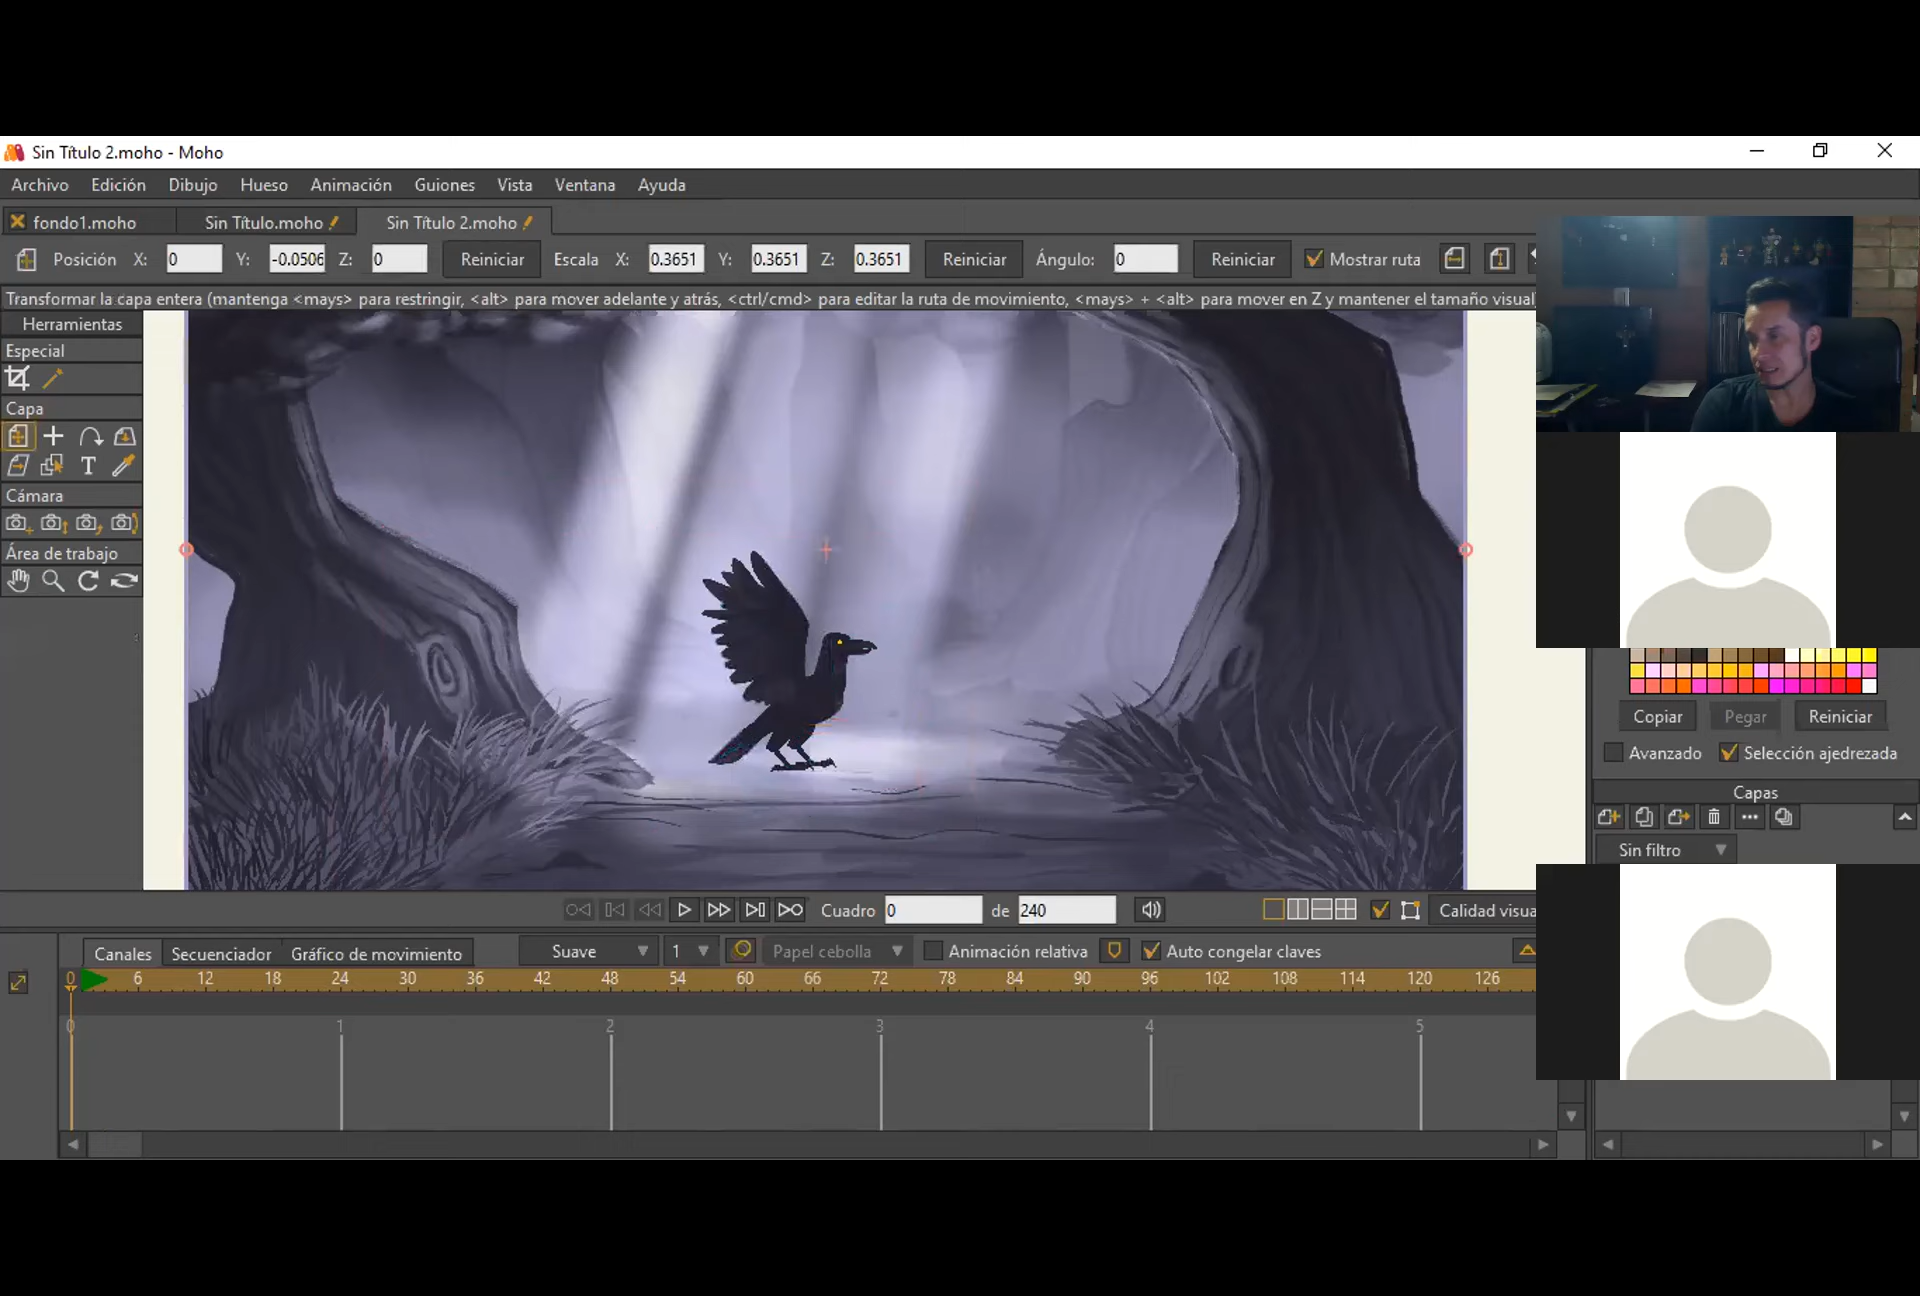 Sin Título 2.moho - Moho
Archivo Edición Dibujo Hueso Animación Guiones Vista Ventana Ayuda
fondo1.moho Sin Título.moho Sin Título 2.moho
Posición X: 0 Y: -0.0506 Z: 0 Reiniciar Escala X: 0.3651 Y: 0.3651 Z: 0.3651 Reiniciar Ángulo: 0 Reiniciar Mostrar ruta
Transformar la capa entera (mantenga <mays> para restringir, <alt> para mover adelante y atrás, <ctrl/cmd> para editar la ruta de movimiento, <mays> + <alt> para mover en Z y mantener el tamaño visual
Herramientas
Especial
Capa
T
Cámara
Área de trabajo
Copiar Pegar Reiniciar
Avanzado Selección ajedrezada
Capas
Sin filtro
Cuadro 0 de 240 Calidad visua
Canales Secuenciador Gráfico de movimiento Suave 1 Papel cebolla Animación relativa Auto congelar claves
0 6 12 18 24 30 36 42 48 54 60 66 72 78 84 90 96 102 108 114 120 126
0 1 2 3 4 5